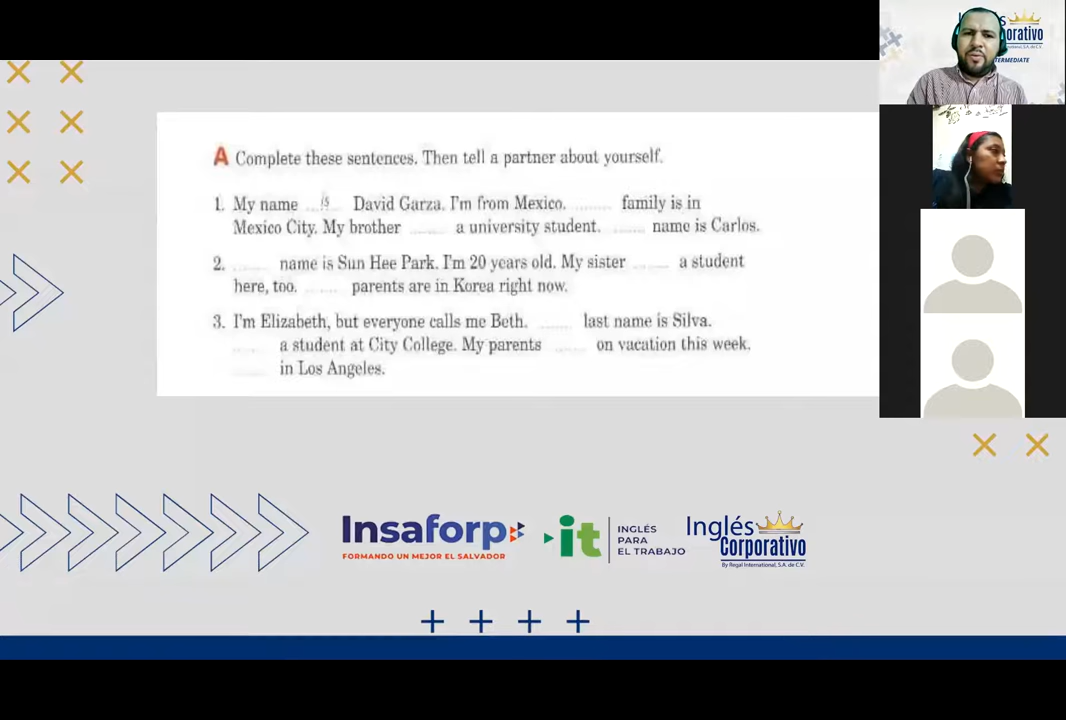 A Complete these sentences. Then tell a partner about yourself.
1. My name ...is... David Garza. I'm from Mexico. ........ family is in
Mexico City. My brother ........ a university student. ........ name is Carlos.
2. ........ name is Sun Hee Park. I'm 20 years old. My sister ........ a student
here, too. ........ parents are in Korea right now.
3. I'm Elizabeth, but everyone calls me Beth. ........ last name is Silva.
........ a student at City College. My parents ........ on vacation this week.
........ in Los Angeles.
Insaforp
FORMANDO UN MEJOR EL SALVADOR
it
INGLÉS
PARA
EL TRABAJO
Inglés
Corporativo
By Regal International, S.A. de C.V.